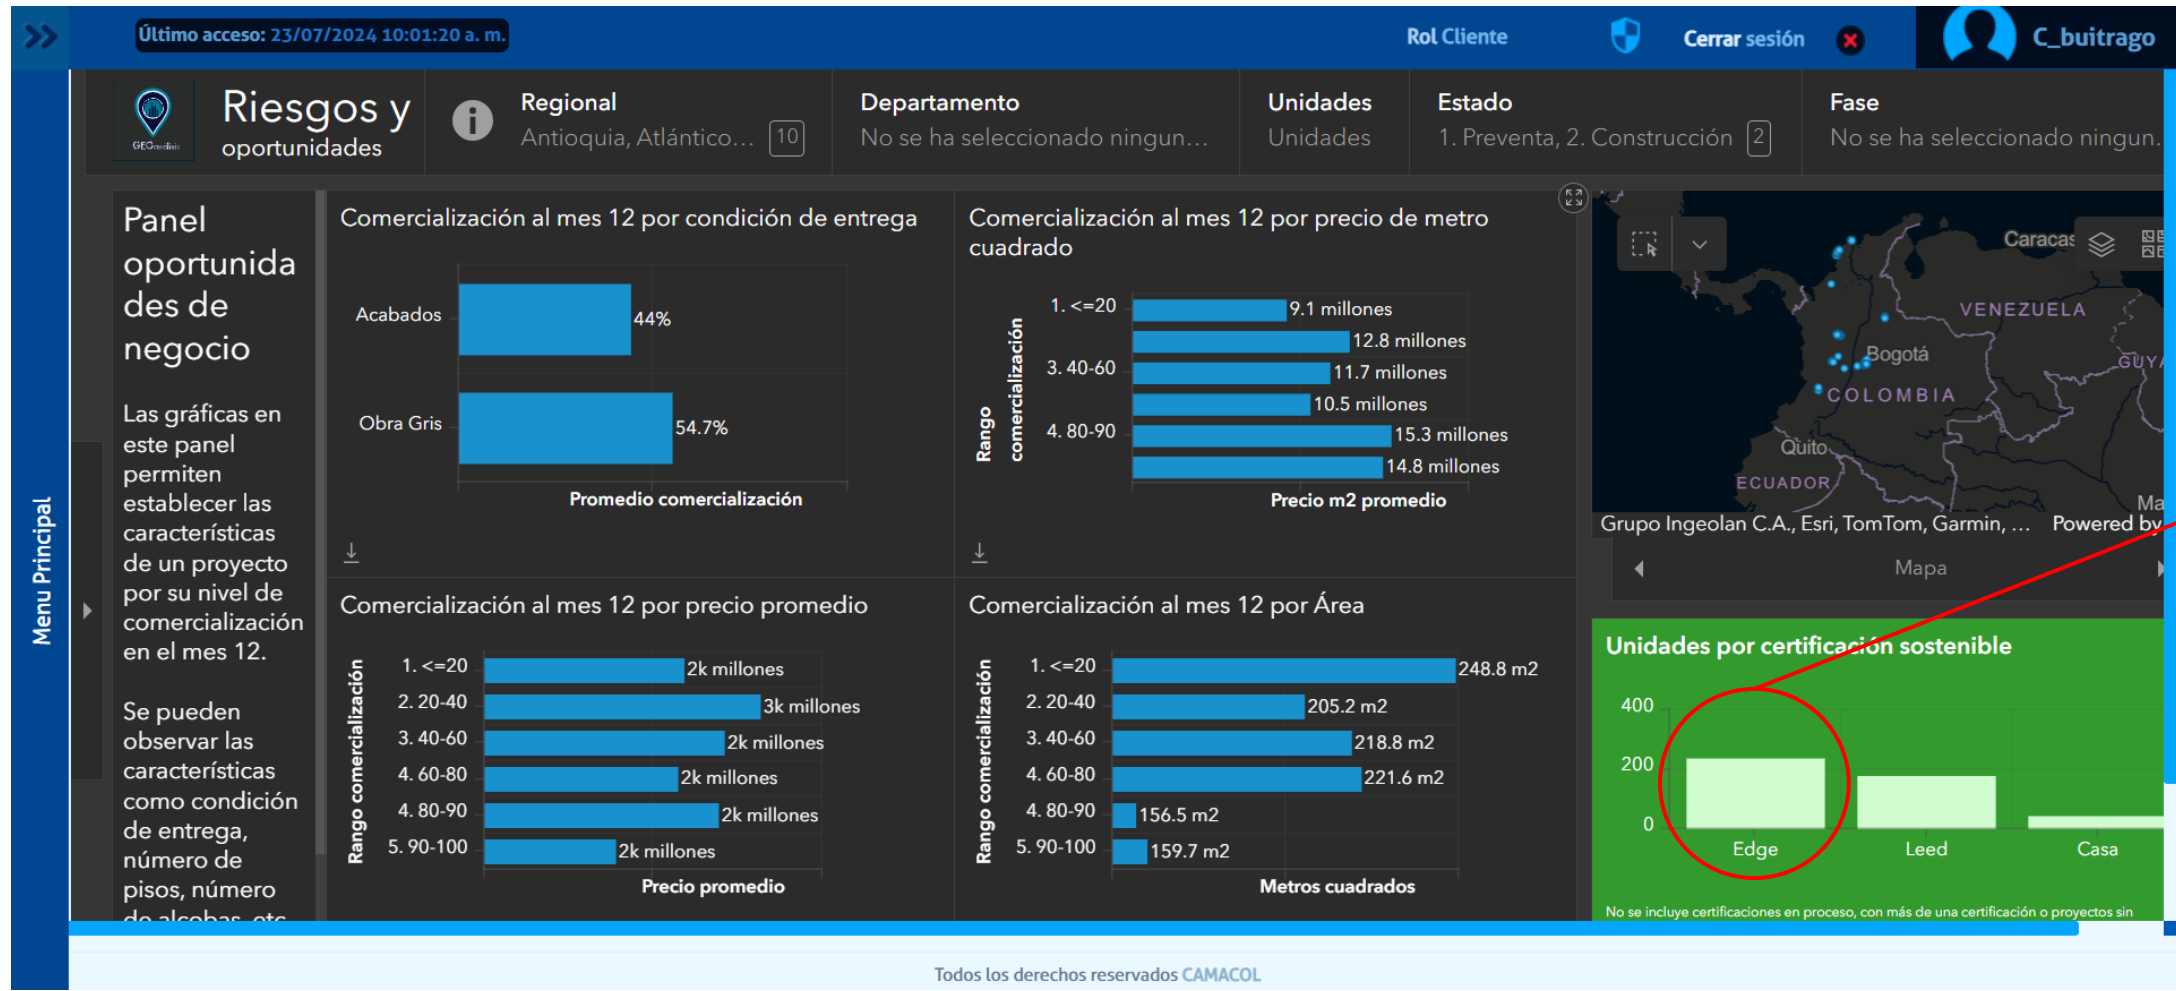 Último acceso: 23/07/2024 10:01:20 a. m.
Rol Cliente
Cerrar sesión
C_buitrago
Menu Principal
GEOanálisis
Riesgos y
oportunidades
Regional
Antioquia, Atlántico... 10
Departamento
No se ha seleccionado ningun...
Unidades
Unidades
Estado
1. Preventa, 2. Construcción 2
Fase
No se ha seleccionado ningun.
Panel
oportunida
des de
negocio
Las gráficas en
este panel
permiten
establecer las
características
de un proyecto
por su nivel de
comercialización
en el mes 12.
Se pueden
observar las
características
como condición
de entrega,
número de
pisos, número
de alcobas, etc
Comercialización al mes 12 por condición de entrega
Acabados
44%
Obra Gris
54.7%
Promedio comercialización
Comercialización al mes 12 por precio de metro
cuadrado
Rango
comercialización
1. <=20
9.1 millones
12.8 millones
3. 40-60
11.7 millones
10.5 millones
4. 80-90
15.3 millones
14.8 millones
Precio m2 promedio
Comercialización al mes 12 por precio promedio
Rango comercialización
1. <=20
2k millones
2. 20-40
3k millones
3. 40-60
2k millones
4. 60-80
2k millones
4. 80-90
2k millones
5. 90-100
2k millones
Precio promedio
Comercialización al mes 12 por Área
Rango comercialización
1. <=20
248.8 m2
2. 20-40
205.2 m2
3. 40-60
218.8 m2
4. 60-80
221.6 m2
4. 80-90
156.5 m2
5. 90-100
159.7 m2
Metros cuadrados
Caracas
VENEZUELA
Bogotá
GUYA
COLOMBIA
Quito
ECUADOR
Ma
Grupo Ingeolan C.A., Esri, TomTom, Garmin, ... Powered by
Mapa
Unidades por certificación sostenible
400
200
0
Edge
Leed
Casa
No se incluye certificaciones en proceso, con más de una certificación o proyectos sin
Todos los derechos reservados CAMACOL